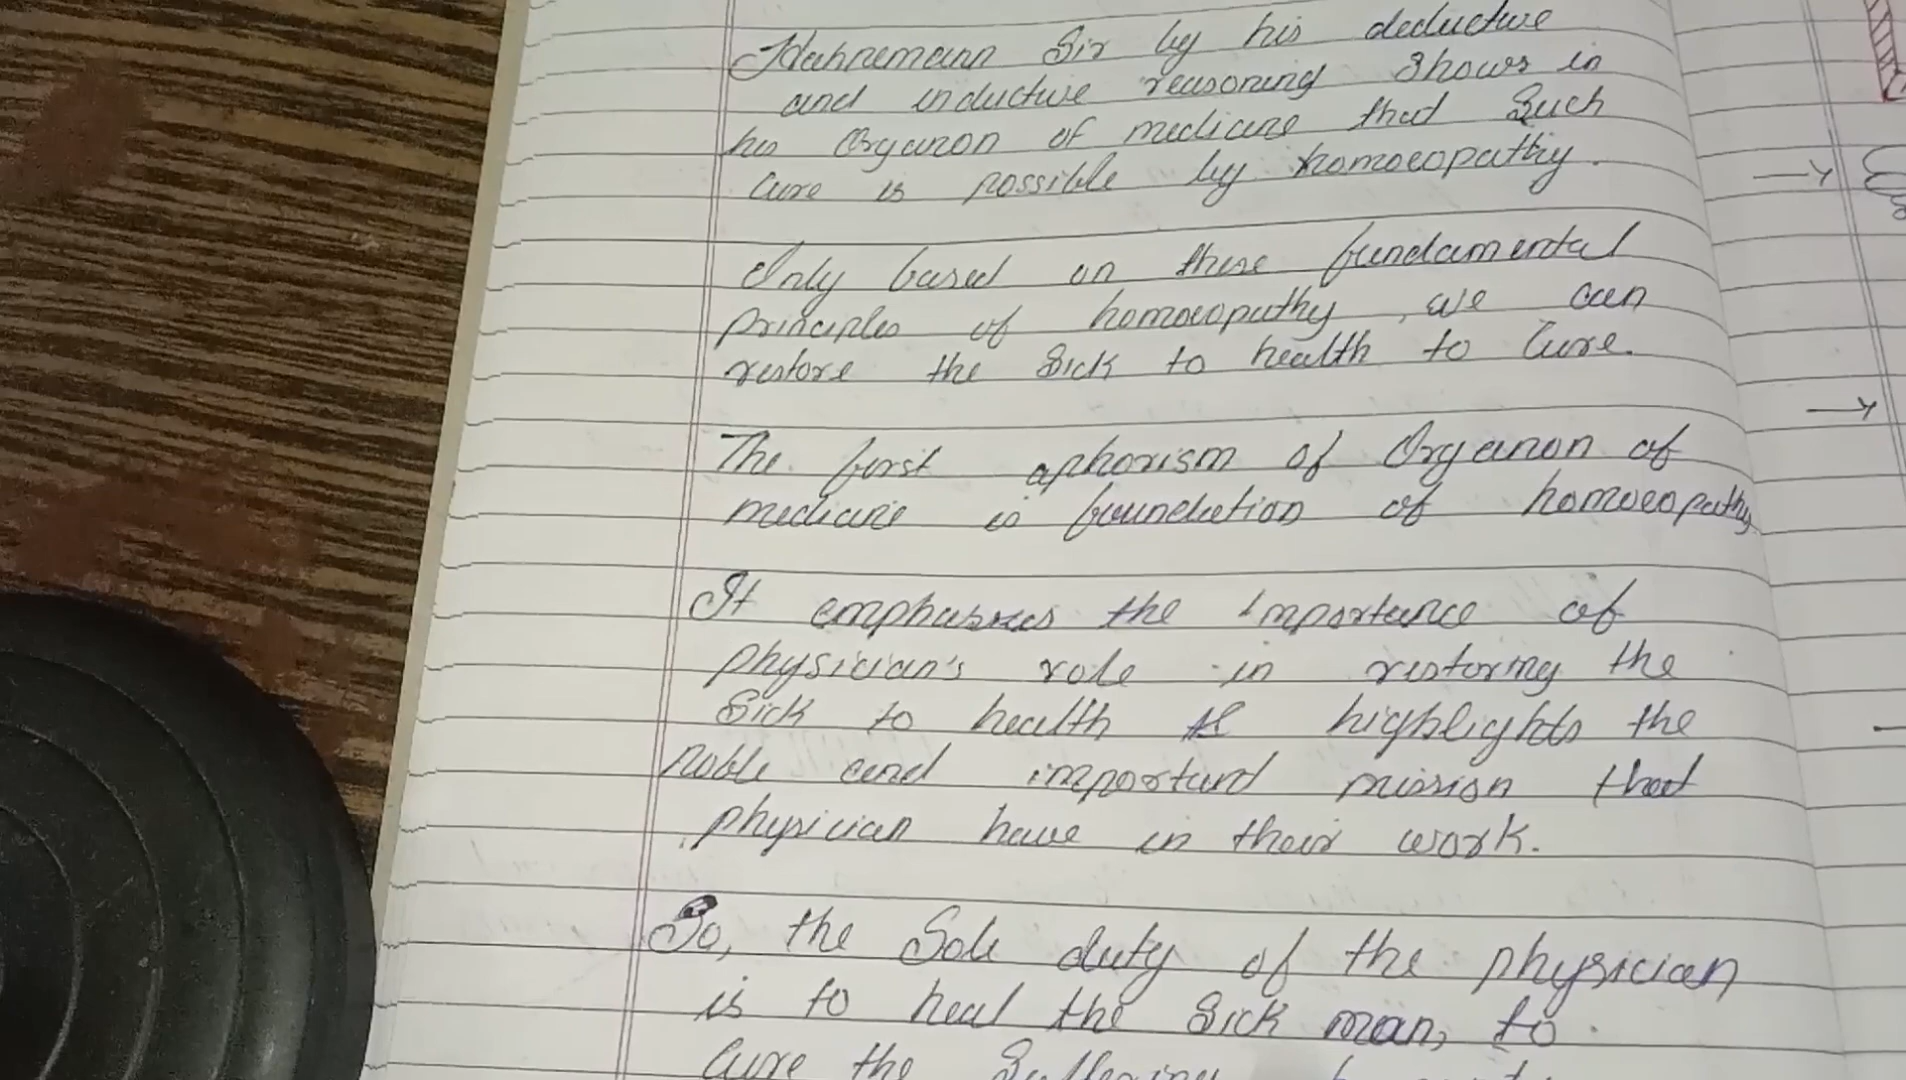 Hahnemann Sir by his deductive
and inductive reasoning shows in
his Organon of medicine that Such
Cure is possible by homoeopathy.
Only based on these fundamental
principles of homoeopathy, we can
restore the Sick to health to Cure.
The first aphorism of Organon of
medicine is foundation of homoeopathy
It emphasizes the importance of
physician's role in restoring the
Sick to health highlights the
noble and important mission that
physician have in their work.
So, the Sole duty of the physician
is to heal the Sick man, to
Cure the Suffering